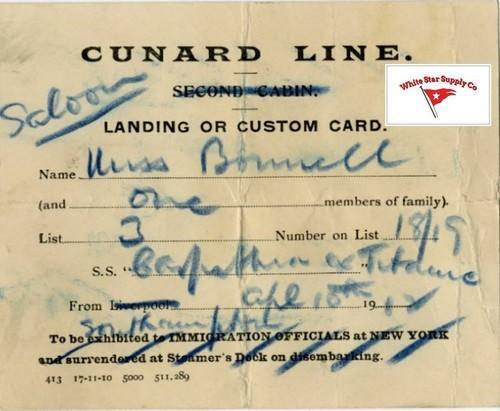 CUNARD LINE.
White Star Supply Co
SECOND CABIN.
Saloon
LANDING OR CUSTOM CARD.
Name Miss Bonnell
(and one members of family).
List 3 Number on List 18/19
S.S. "Carpathia ex Titanic"
From Liverpool Apl 18th 191
Southampton
To be exhibited to IMMIGRATION OFFICIALS at NEW YORK
and surrendered at Steamer's Dock on disembarking.
413 17-11-10 5000 511,289